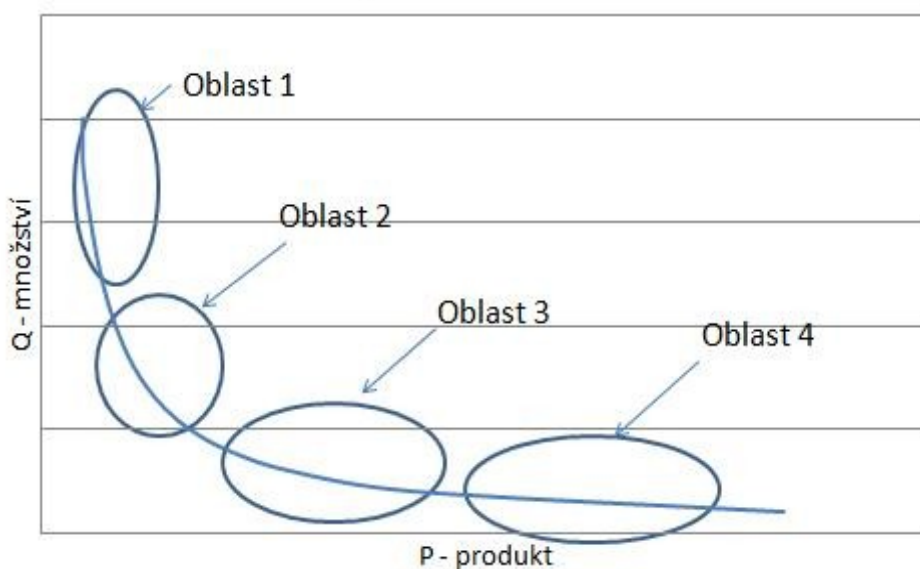 Oblast 1
Oblast 2
Oblast 3
Oblast 4
Q - množství
P - produkt